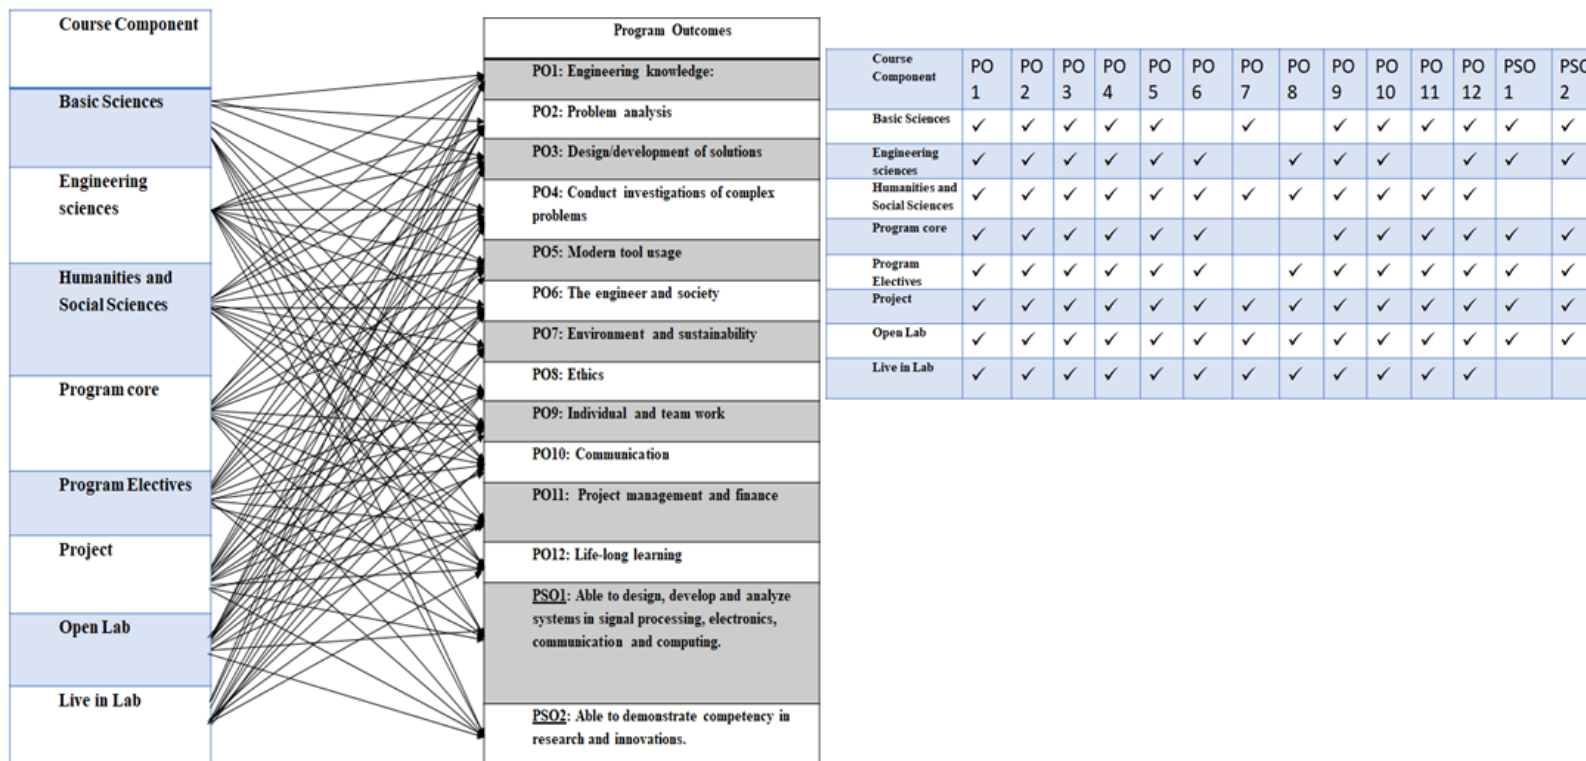 Course Component
Basic Sciences
Engineering
sciences
Humanities and
Social Sciences
Program core
Program Electives
Project
Open Lab
Live in Lab
Program Outcomes
PO1: Engineering knowledge:
PO2: Problem analysis
PO3: Design/development of solutions
PO4: Conduct investigations of complex
problems
PO5: Modern tool usage
PO6: The engineer and society
PO7: Environment and sustainability
PO8: Ethics
PO9: Individual and team work
PO10: Communication
PO11: Project management and finance
PO12: Life-long learning
PSO1: Able to design, develop and analyze
systems in signal processing, electronics,
communication and computing.
PSO2: Able to demonstrate competency in
research and innovations.
Course
Component
PO
1
PO
2
PO
3
PO
4
PO
5
PO
6
PO
7
PO
8
PO
9
PO
10
PO
11
PO
12
PSO
1
PSO
2
Basic Sciences ✓ ✓ ✓ ✓ ✓ ✓ ✓ ✓ ✓ ✓ ✓ ✓
Engineering
sciences ✓ ✓ ✓ ✓ ✓ ✓ ✓ ✓ ✓ ✓ ✓ ✓
Humanities and
Social Sciences ✓ ✓ ✓ ✓ ✓ ✓ ✓ ✓ ✓ ✓ ✓ ✓
Program core ✓ ✓ ✓ ✓ ✓ ✓ ✓ ✓ ✓ ✓ ✓ ✓
Program
Electives ✓ ✓ ✓ ✓ ✓ ✓ ✓ ✓ ✓ ✓ ✓ ✓ ✓
Project ✓ ✓ ✓ ✓ ✓ ✓ ✓ ✓ ✓ ✓ ✓ ✓ ✓ ✓
Open Lab ✓ ✓ ✓ ✓ ✓ ✓ ✓ ✓ ✓ ✓ ✓ ✓ ✓ ✓
Live in Lab ✓ ✓ ✓ ✓ ✓ ✓ ✓ ✓ ✓ ✓ ✓ ✓